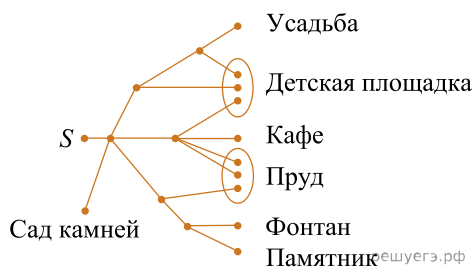 Усадьба
Детская площадка
S
Кафе
Пруд
Сад камней
Фонтан
Памятник
решуегэ.рф